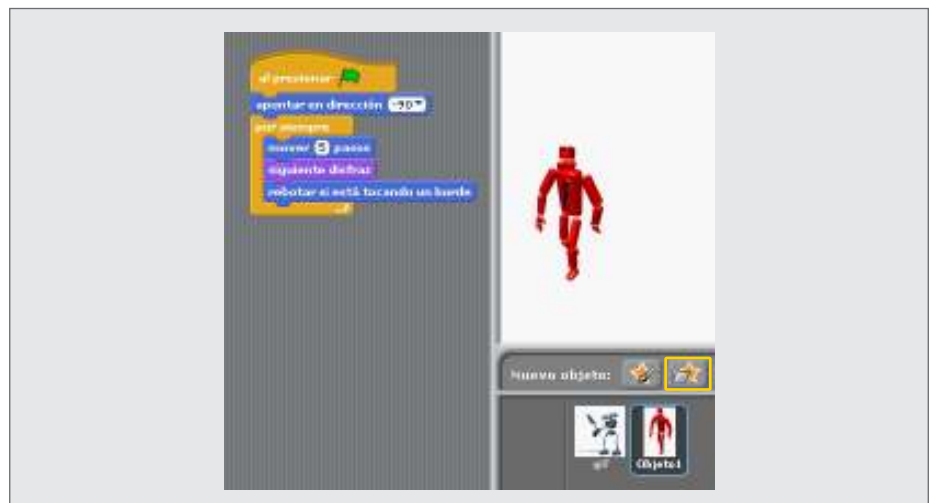 al presionar
apuntar en dirección -90
por siempre
mover 5 pasos
siguiente disfraz
rebotar si está tocando un borde
Nuevo objeto:
Objeto1